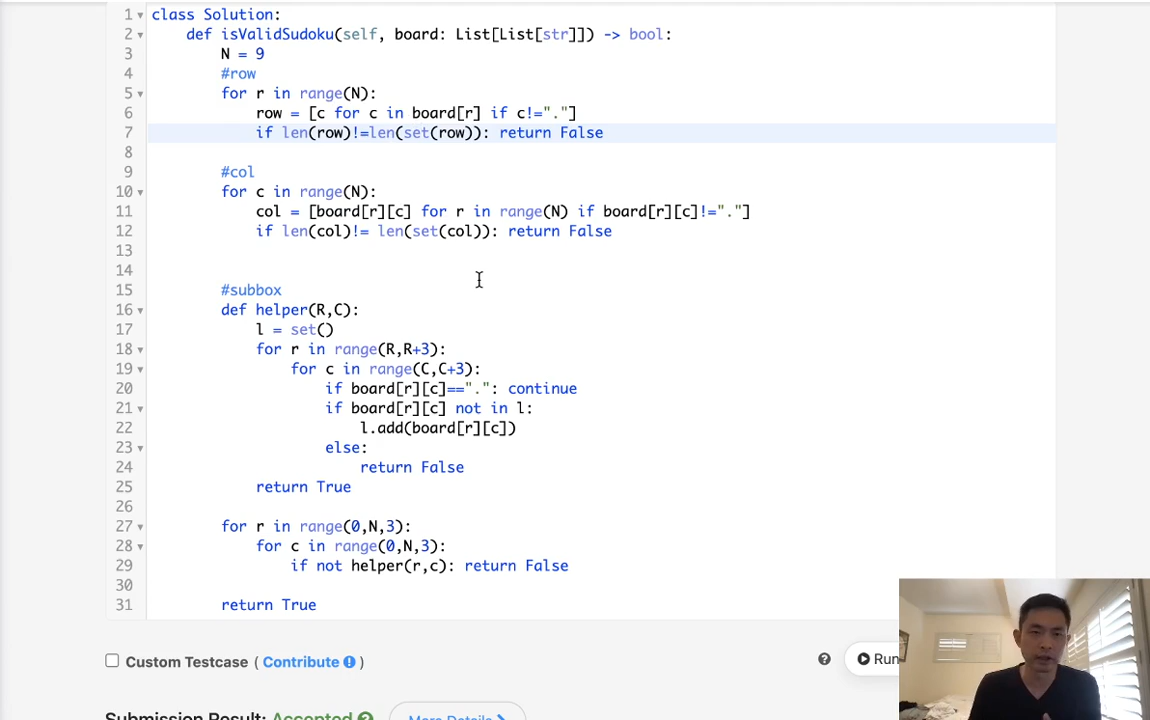 1 class Solution:
2 def isValidSudoku(self, board: List[List[str]]) -> bool:
3 N = 9
4 #row
5 for r in range(N):
6 row = [c for c in board[r] if c!="."]
7 if len(row)!=len(set(row)): return False
8
9 #col
10 for c in range(N):
11 col = [board[r][c] for r in range(N) if board[r][c]!="."]
12 if len(col)!= len(set(col)): return False
13
14
15 #subbox
16 def helper(R,C):
17 l = set()
18 for r in range(R,R+3):
19 for c in range(C,C+3):
20 if board[r][c]==".": continue
21 if board[r][c] not in l:
22 l.add(board[r][c])
23 else:
24 return False
25 return True
26
27 for r in range(0,N,3):
28 for c in range(0,N,3):
29 if not helper(r,c): return False
30
31 return True
Custom Testcase ( Contribute ! )
? Run
Submission Result: Accepted ? More Details